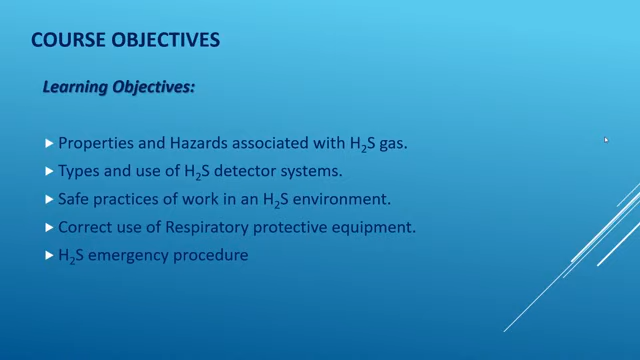 COURSE OBJECTIVES
Learning Objectives:
Properties and Hazards associated with H₂S gas.
Types and use of H₂S detector systems.
Safe practices of work in an H₂S environment.
Correct use of Respiratory protective equipment.
H₂S emergency procedure